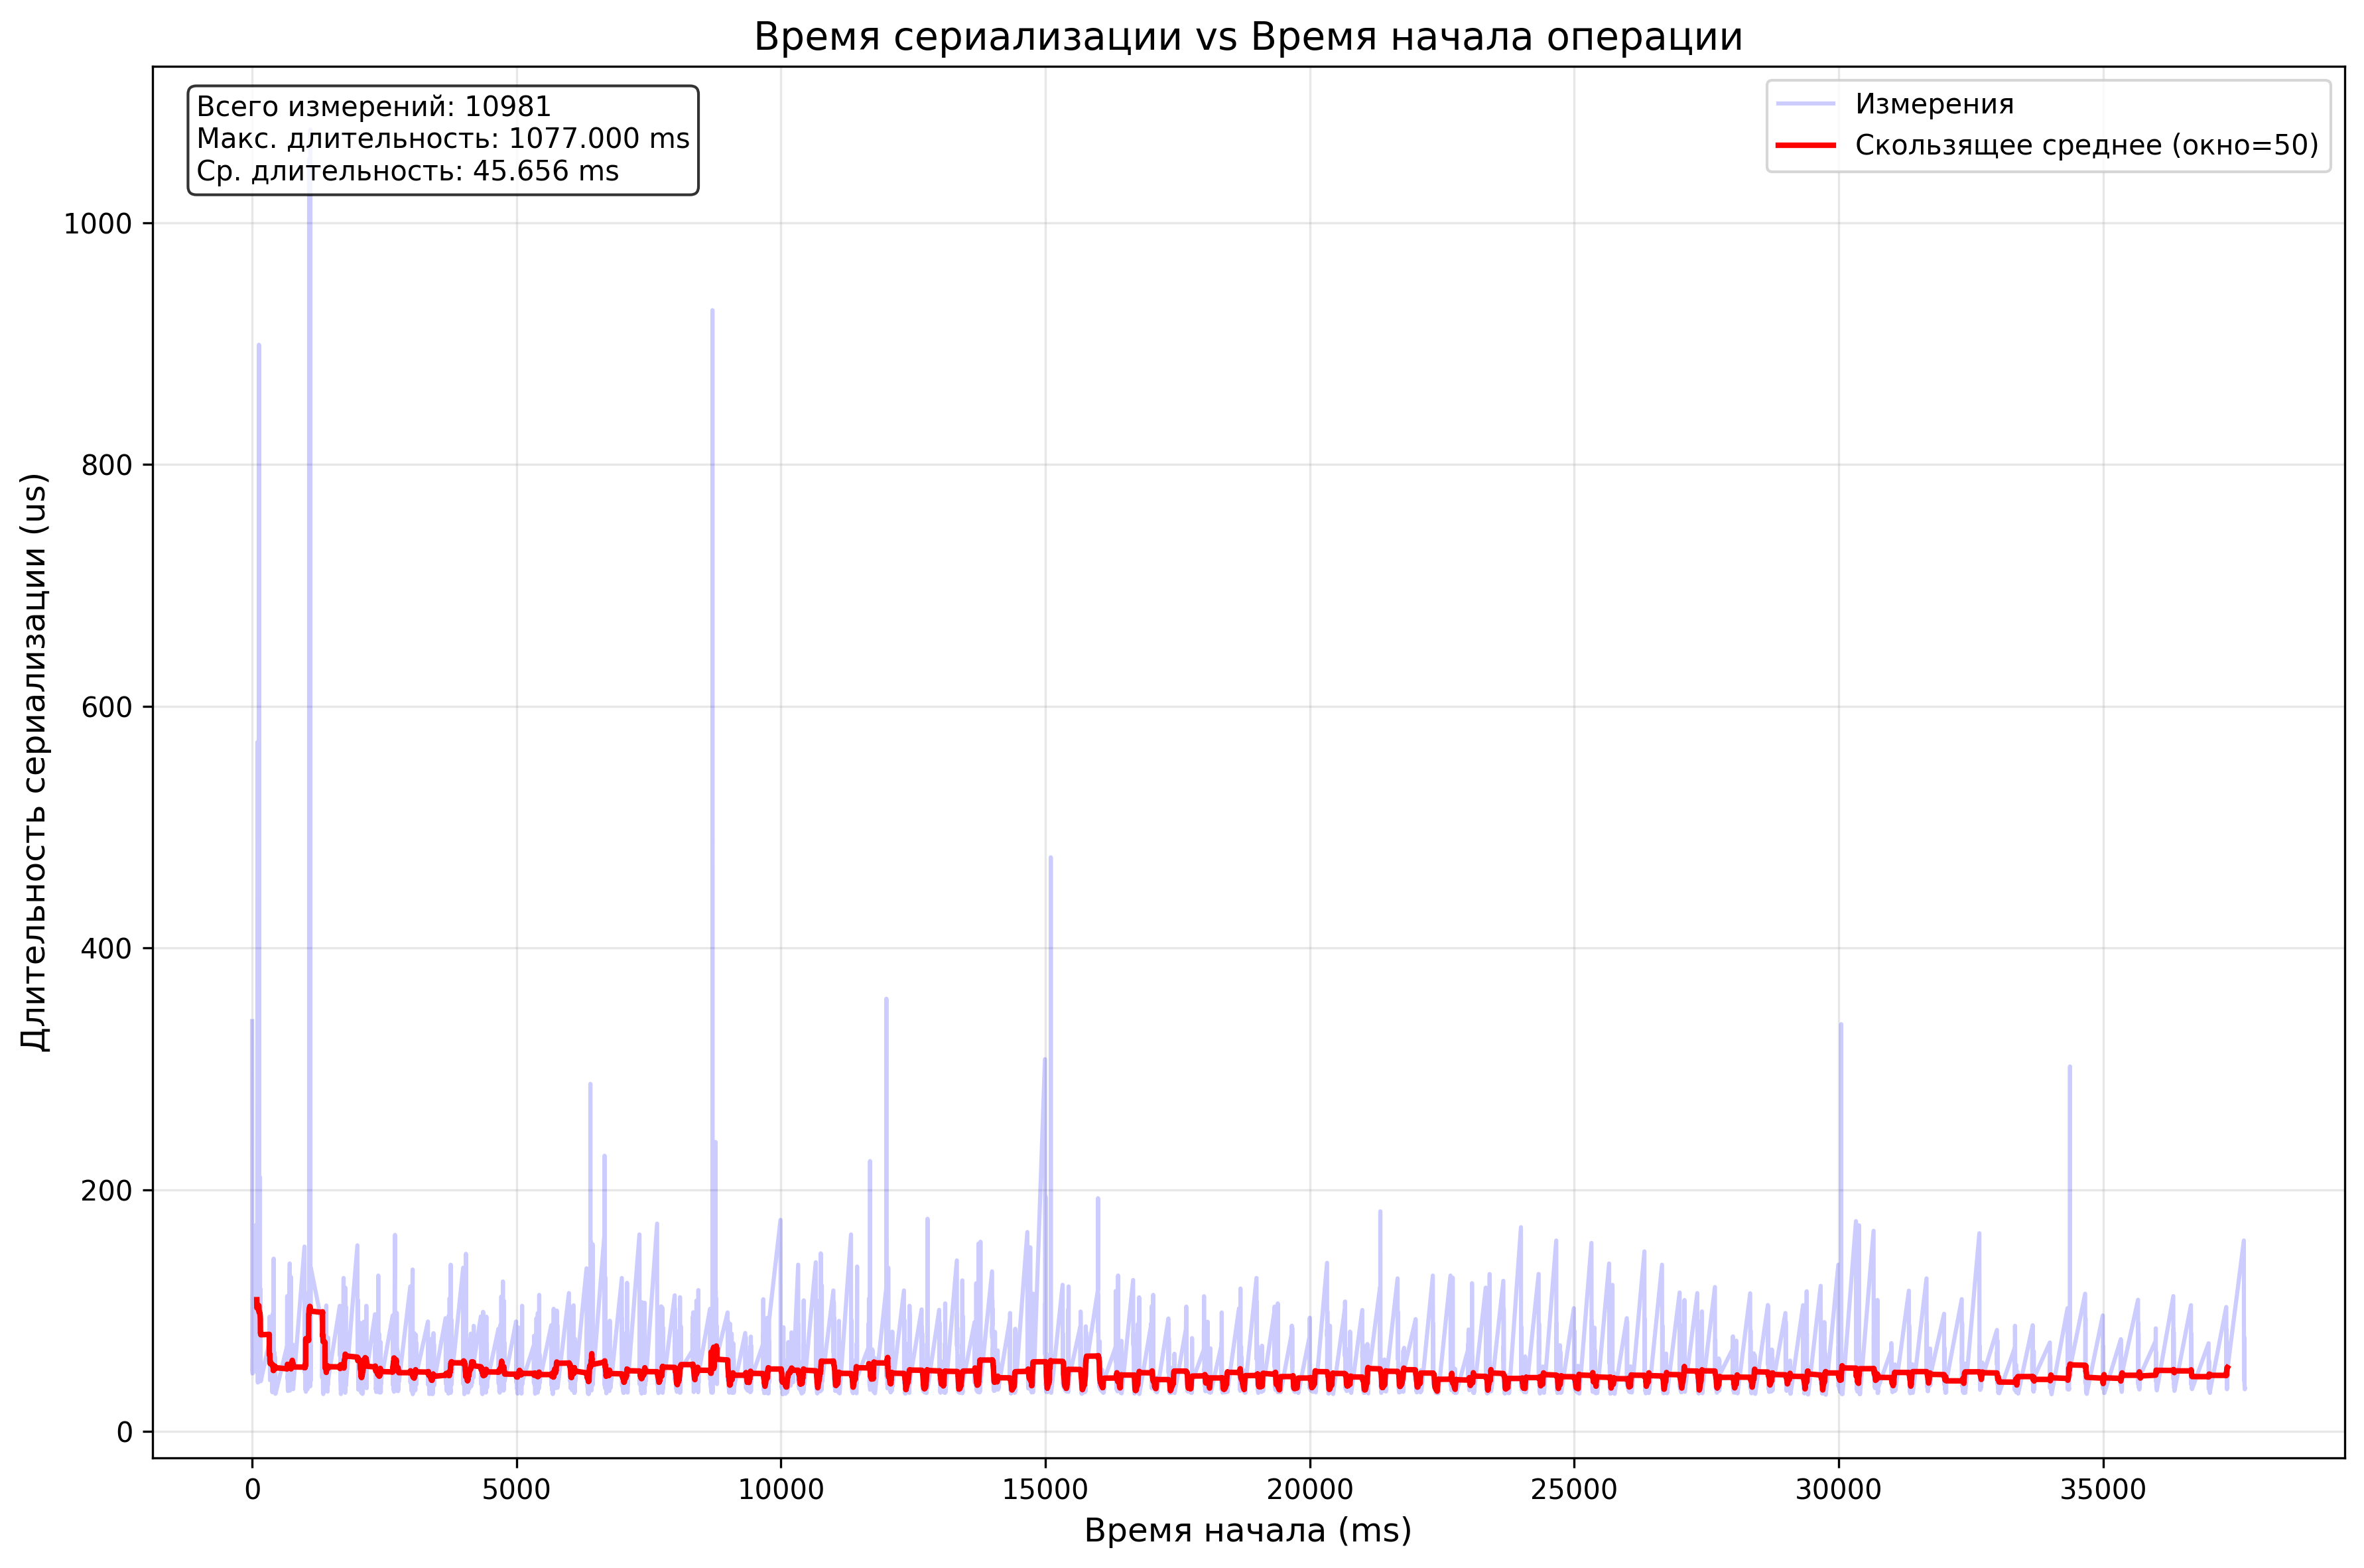 Время сериализации vs Время начала операции
Всего измерений: 10981
Макс. длительность: 1077.000 ms
Ср. длительность: 45.656 ms
Измерения
Скользящее среднее (окно=50)
Длительность сериализации (us)
1000
800
600
400
200
0
0 5000 10000 15000 20000 25000 30000 35000
Время начала (ms)